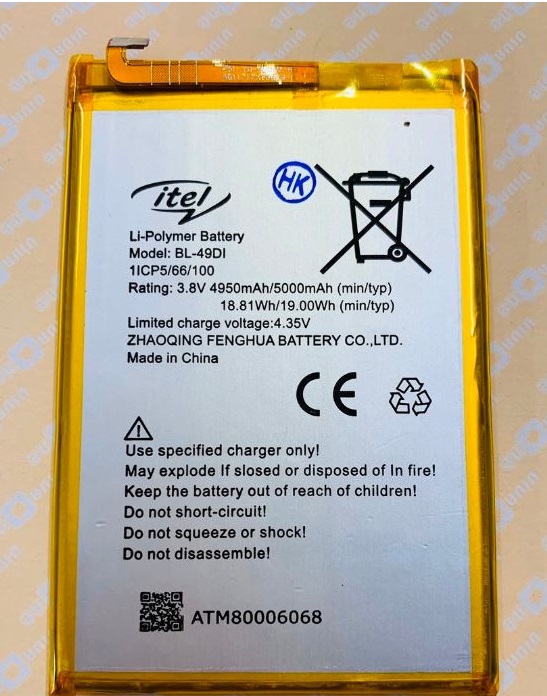 HK
itel
Li-Polymer Battery
Model: BL-49DI
1ICP5/66/100
Rating: 3.8V 4950mAh/5000mAh (min/typ)
18.81Wh/19.00Wh (min/typ)
Limited charge voltage:4.35V
ZHAOQING FENGHUA BATTERY CO.,LTD.
Made in China
CE
Use specified charger only!
May explode If slosed or disposed of In fire!
Keep the battery out of reach of children!
Do not short-circuit!
Do not squeeze or shock!
Do not disassemble!
ATM80006068